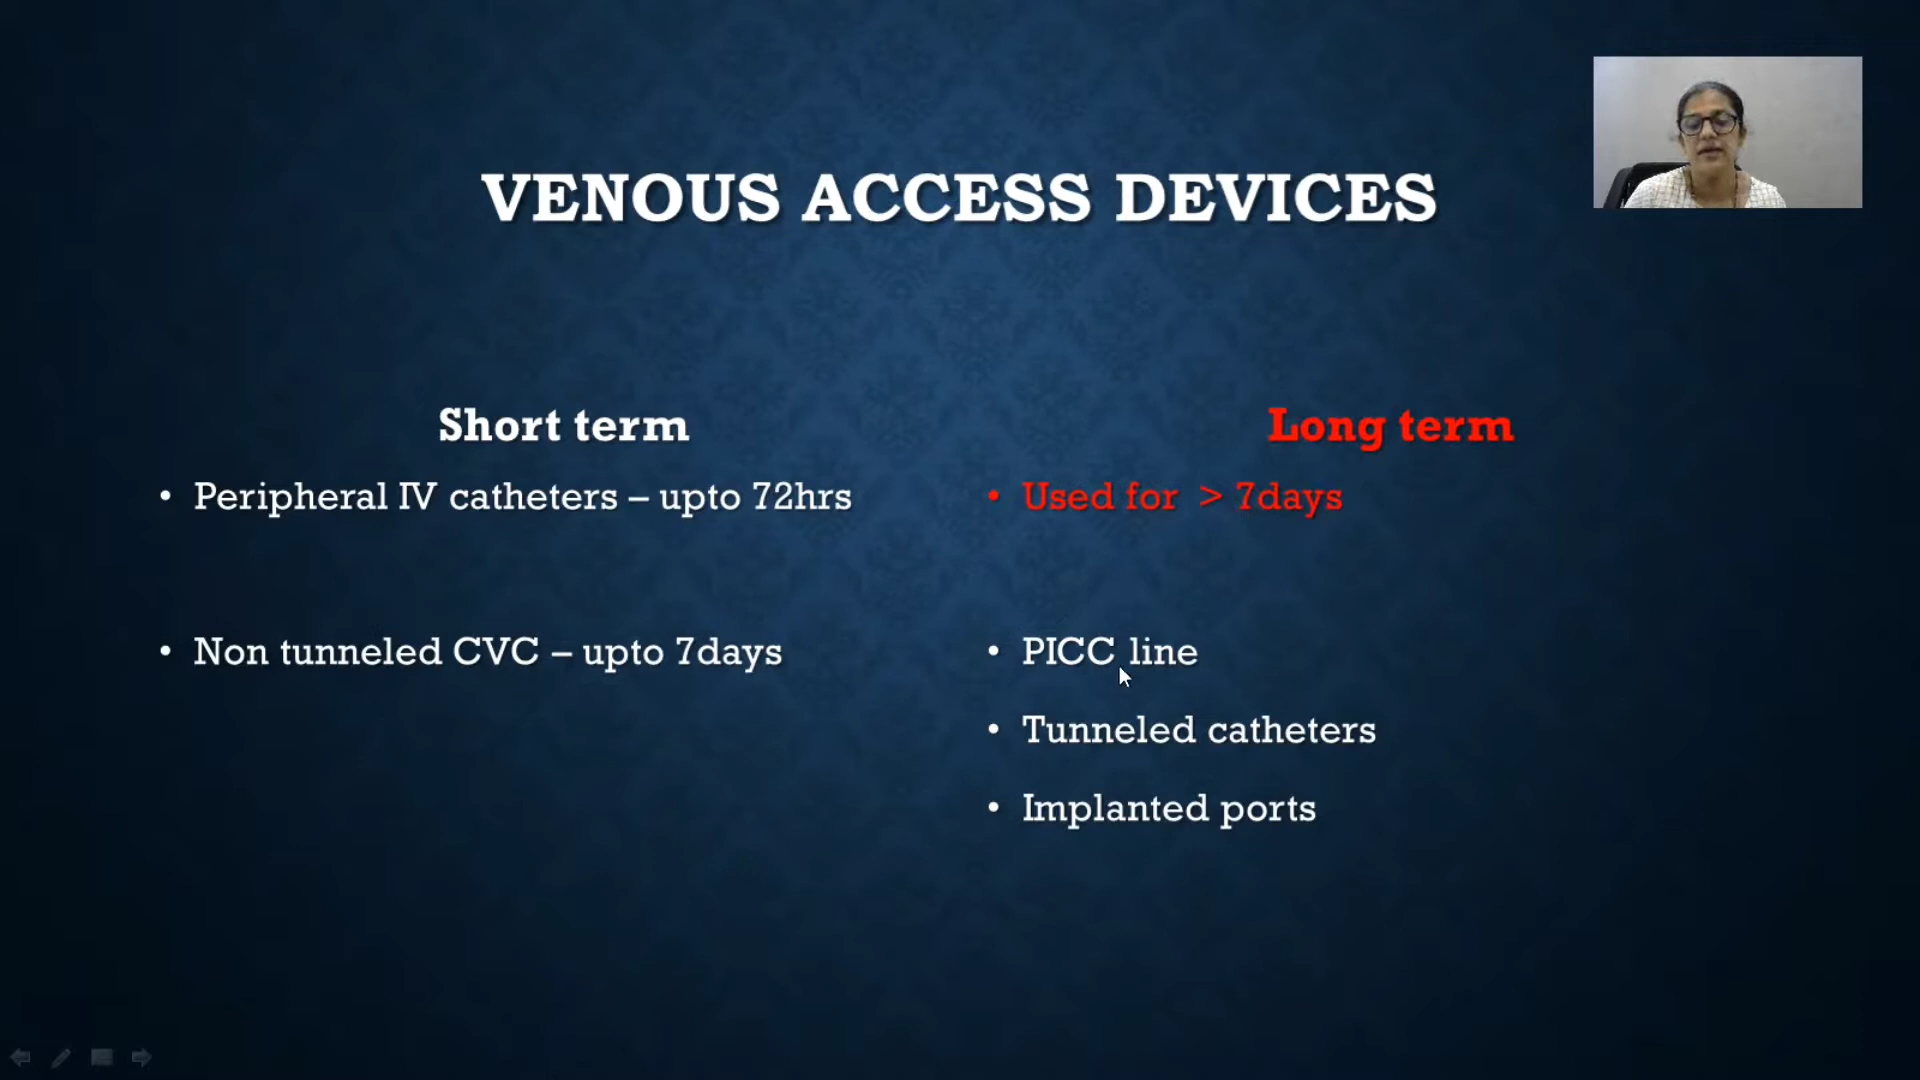 VENOUS ACCESS DEVICES
Short term
• Peripheral IV catheters – upto 72hrs
• Non tunneled CVC – upto 7days
Long term
• Used for > 7days
• PICC line
• Tunneled catheters
• Implanted ports